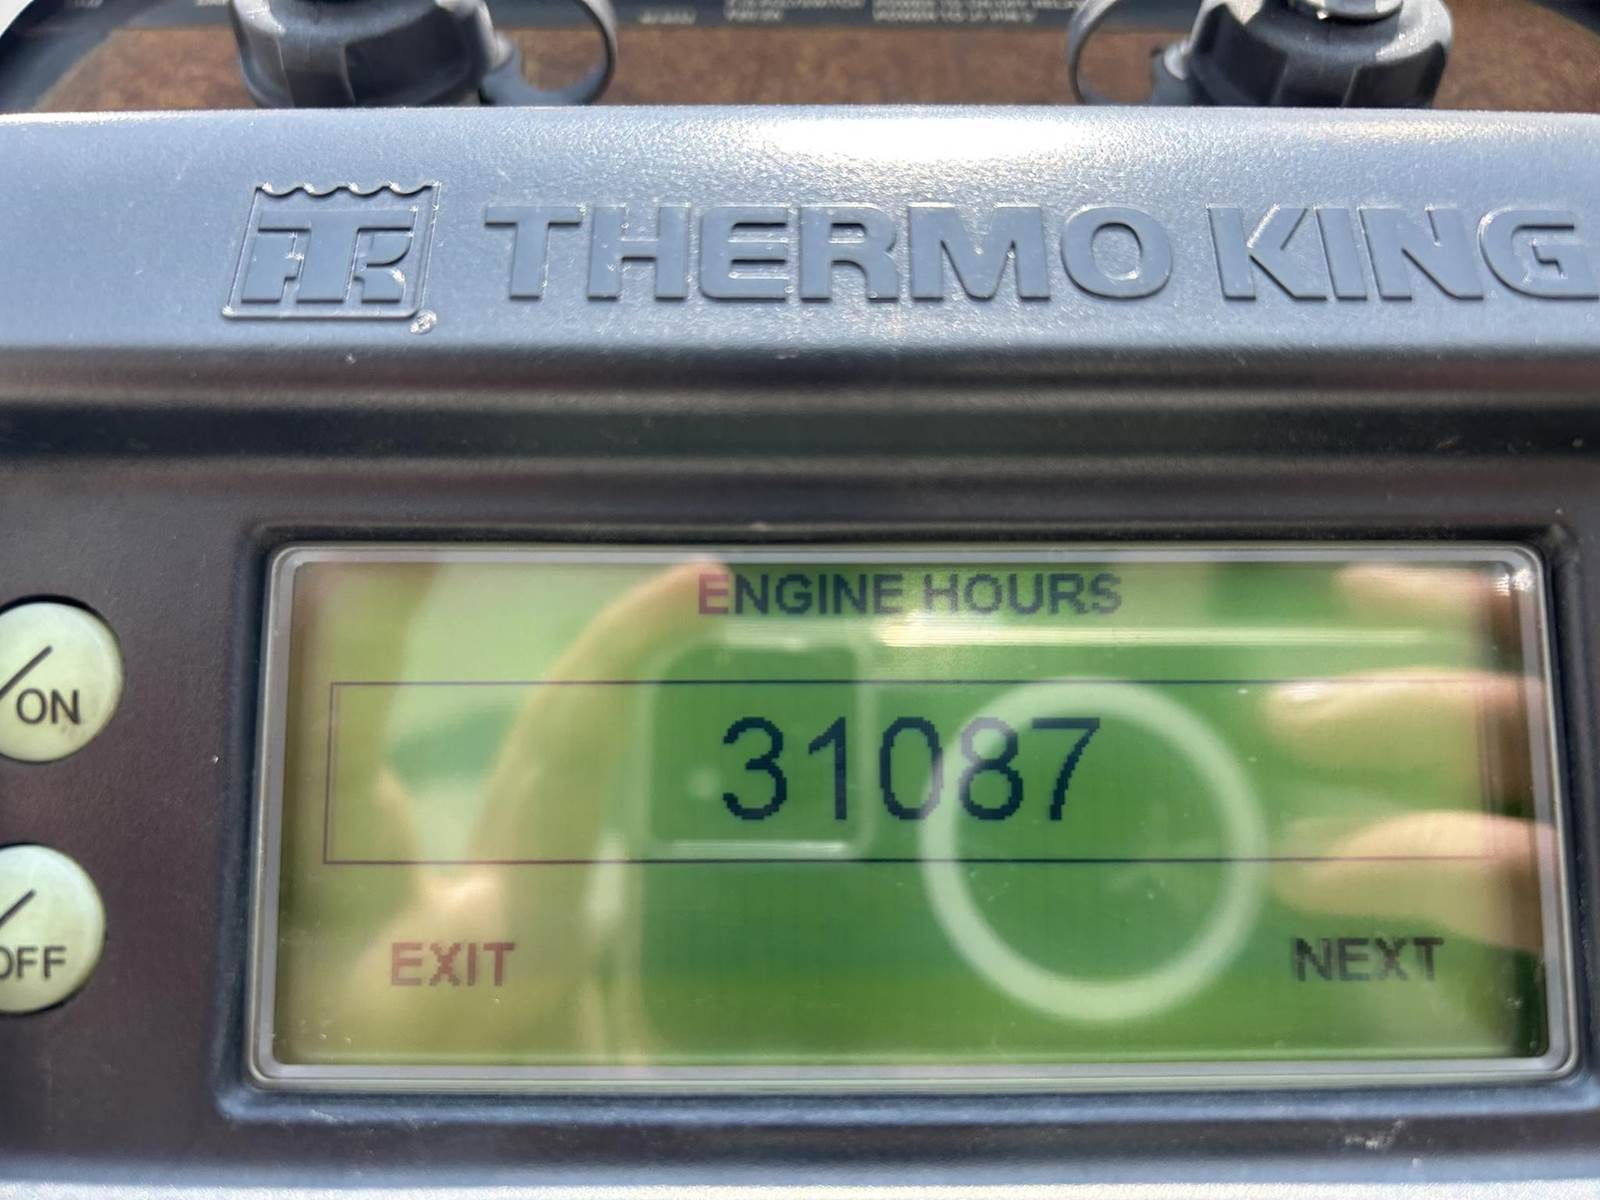 THERMO KING
ENGINE HOURS
ON
31087
OFF
EXIT NEXT